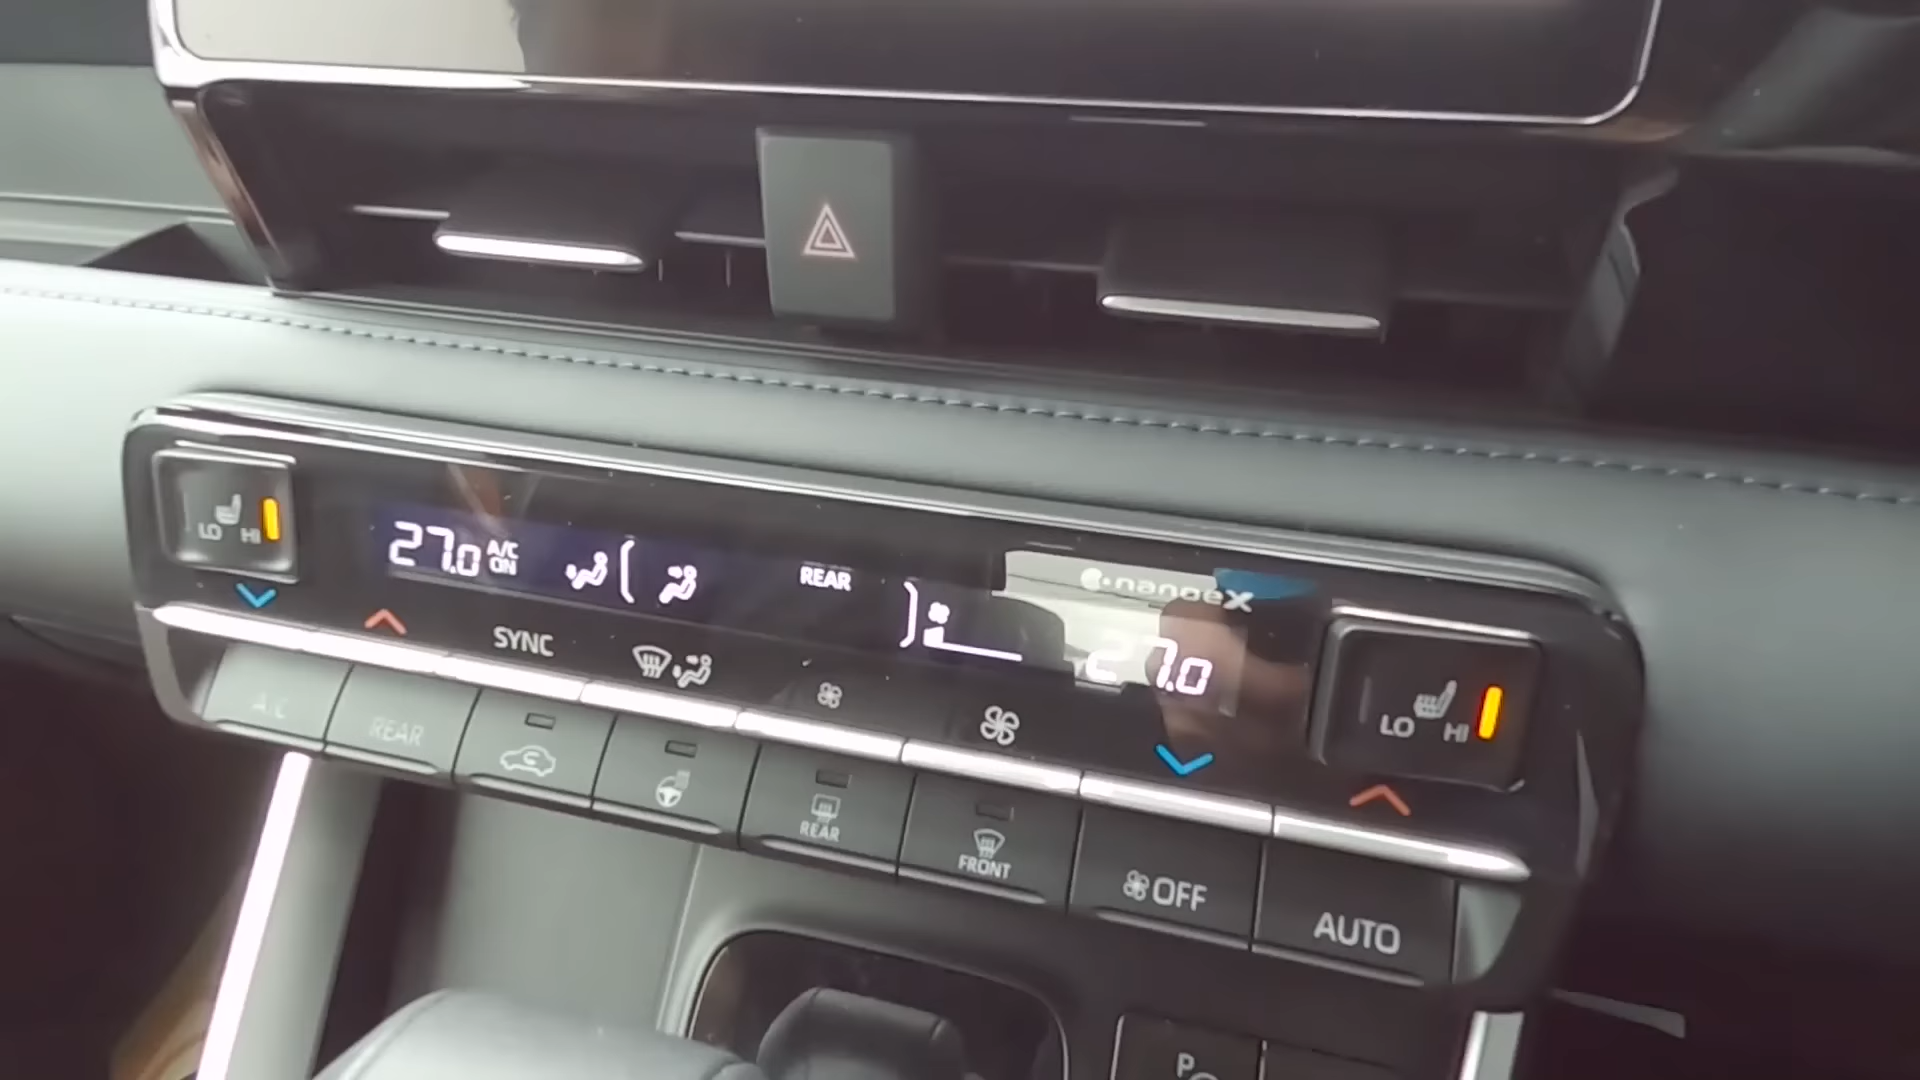 LO HI
27.0 A/C ON
REAR
nanoeX
27.0
LO HI
SYNC
A/C
REAR
REAR
FRONT
OFF
AUTO
P